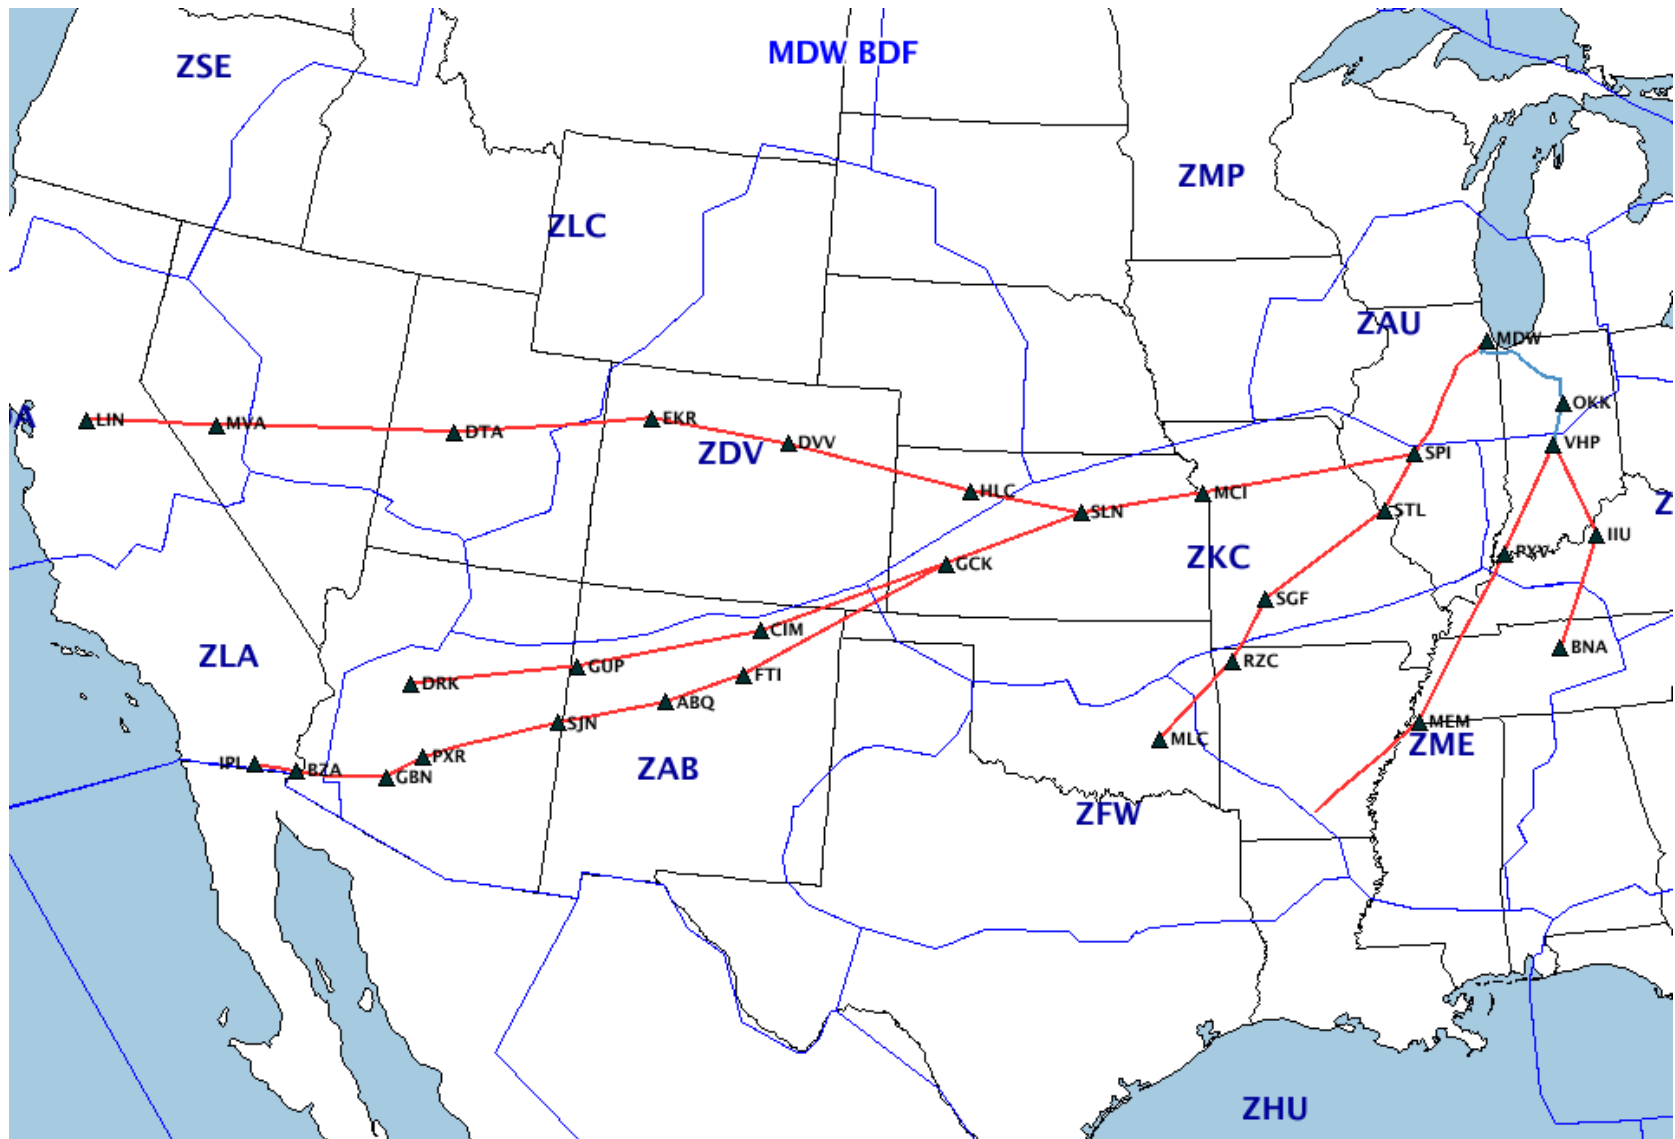 MDW BDF
ZSE
ZMP
ZLC
ZAU
MDW
OKK
LIN
MVA
DTA
EKR
DVV
ZDV
VHP
SPI
HLC
MCI
SLN
STL
IIU
PXV
GCK
ZKC
SGF
CIM
ZLA
GUP
DRK
FTI
RZC
BNA
ABQ
SJN
MEM
MLC
ZME
IPL
BZA
PXR
GBN
ZAB
ZFW
ZHU